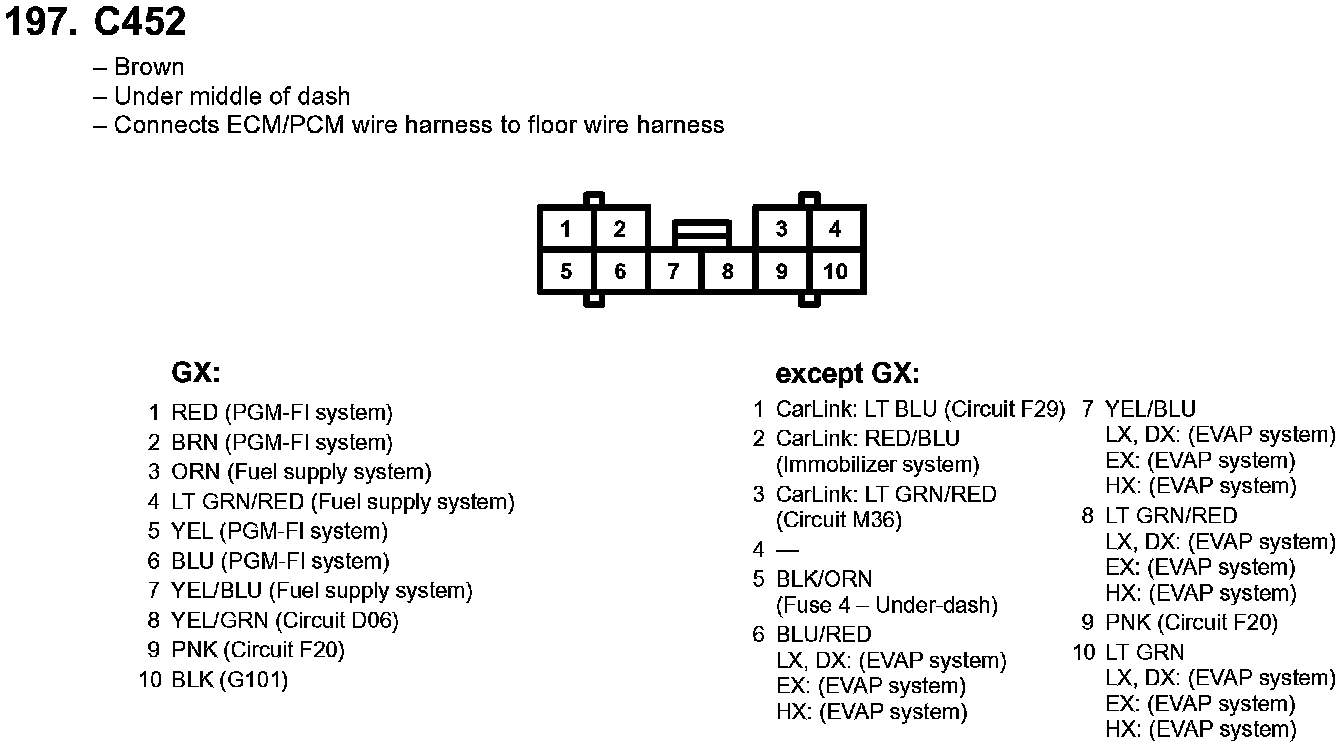 197. C452
– Brown
– Under middle of dash
– Connects ECM/PCM wire harness to floor wire harness
1 2 3 4
5 6 7 8 9 10
GX:
1 RED (PGM-FI system)
2 BRN (PGM-FI system)
3 ORN (Fuel supply system)
4 LT GRN/RED (Fuel supply system)
5 YEL (PGM-FI system)
6 BLU (PGM-FI system)
7 YEL/BLU (Fuel supply system)
8 YEL/GRN (Circuit D06)
9 PNK (Circuit F20)
10 BLK (G101)
except GX:
1 CarLink: LT BLU (Circuit F29)
2 CarLink: RED/BLU
(Immobilizer system)
3 CarLink: LT GRN/RED
(Circuit M36)
4 —
5 BLK/ORN
(Fuse 4 – Under-dash)
6 BLU/RED
LX, DX: (EVAP system)
EX: (EVAP system)
HX: (EVAP system)
7 YEL/BLU
LX, DX: (EVAP system)
EX: (EVAP system)
HX: (EVAP system)
8 LT GRN/RED
LX, DX: (EVAP system)
EX: (EVAP system)
HX: (EVAP system)
9 PNK (Circuit F20)
10 LT GRN
LX, DX: (EVAP system)
EX: (EVAP system)
HX: (EVAP system)